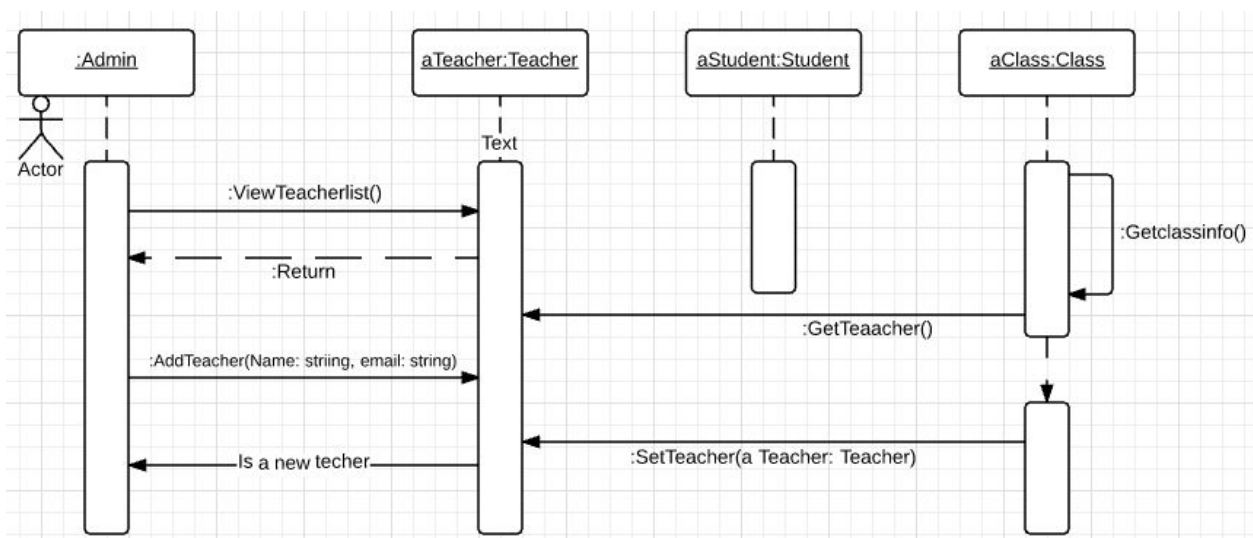 :Admin
aTeacher:Teacher
aStudent:Student
aClass:Class
Actor
Text
:ViewTeacherlist()
:Getclassinfo()
:Return
:GetTeaacher()
:AddTeacher(Name: striing, email: string)
:SetTeacher(a Teacher: Teacher)
Is a new techer